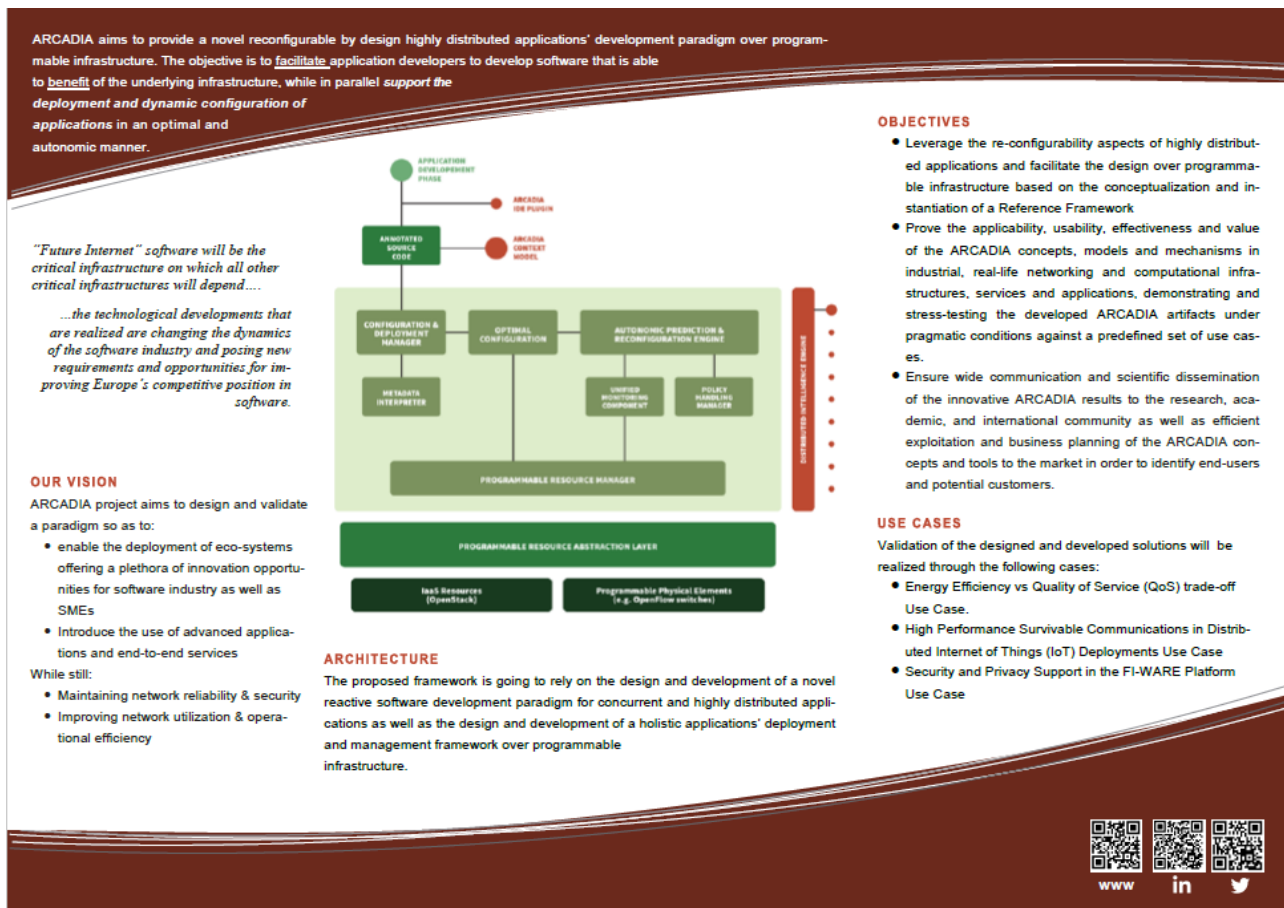 ARCADIA aims to provide a novel reconfigurable by design highly distributed applications' development paradigm over program-
mable infrastructure. The objective is to facilitate application developers to develop software that is able
to benefit of the underlying infrastructure, while in parallel support the
deployment and dynamic configuration of
applications in an optimal and
autonomic manner.
"Future Internet" software will be the
critical infrastructure on which all other
critical infrastructures will depend….
...the technological developments that
are realized are changing the dynamics
of the software industry and posing new
requirements and opportunities for im-
proving Europe's competitive position in
software.
OUR VISION
ARCADIA project aims to design and validate
a paradigm so as to:
• enable the deployment of eco-systems
offering a plethora of innovation opportu-
nities for software industry as well as
SMEs
• Introduce the use of advanced applica-
tions and end-to-end services
While still:
• Maintaining network reliability & security
• Improving network utilization & opera-
tional efficiency
APPLICATION
DEVELOPEMENT
PHASE
ARCADIA
IDE PLUGIN
ANNOTATED
SOURCE
CODE
ARCADIA
CONTEXT
MODEL
CONFIGURATION &
DEPLOYMENT
MANAGER
OPTIMAL
CONFIGURATION
AUTONOMIC PREDICTION &
RECONFIGURATION ENGINE
METADATA
INTERPRETER
UNIFIED
MONITORING
COMPONENT
POLICY
HANDLING
MANAGER
PROGRAMMABLE RESOURCE MANAGER
DISTRIBUTED INTELLIGENCE ENGINE
PROGRAMMABLE RESOURCE ABSTRACTION LAYER
IaaS Resources
(OpenStack)
Programmable Physical Elements
(e.g. OpenFlow switches)
ARCHITECTURE
The proposed framework is going to rely on the design and development of a novel
reactive software development paradigm for concurrent and highly distributed appli-
cations as well as the design and development of a holistic applications' deployment
and management framework over programmable
infrastructure.
OBJECTIVES
• Leverage the re-configurability aspects of highly distribut-
ed applications and facilitate the design over programma-
ble infrastructure based on the conceptualization and in-
stantiation of a Reference Framework
• Prove the applicability, usability, effectiveness and value
of the ARCADIA concepts, models and mechanisms in
industrial, real-life networking and computational infra-
structures, services and applications, demonstrating and
stress-testing the developed ARCADIA artifacts under
pragmatic conditions against a predefined set of use cas-
es.
• Ensure wide communication and scientific dissemination
of the innovative ARCADIA results to the research, aca-
demic, and international community as well as efficient
exploitation and business planning of the ARCADIA con-
cepts and tools to the market in order to identify end-users
and potential customers.
USE CASES
Validation of the designed and developed solutions will be
realized through the following cases:
• Energy Efficiency vs Quality of Service (QoS) trade-off
Use Case.
• High Performance Survivable Communications in Distrib-
uted Internet of Things (IoT) Deployments Use Case
• Security and Privacy Support in the FI-WARE Platform
Use Case
www
in